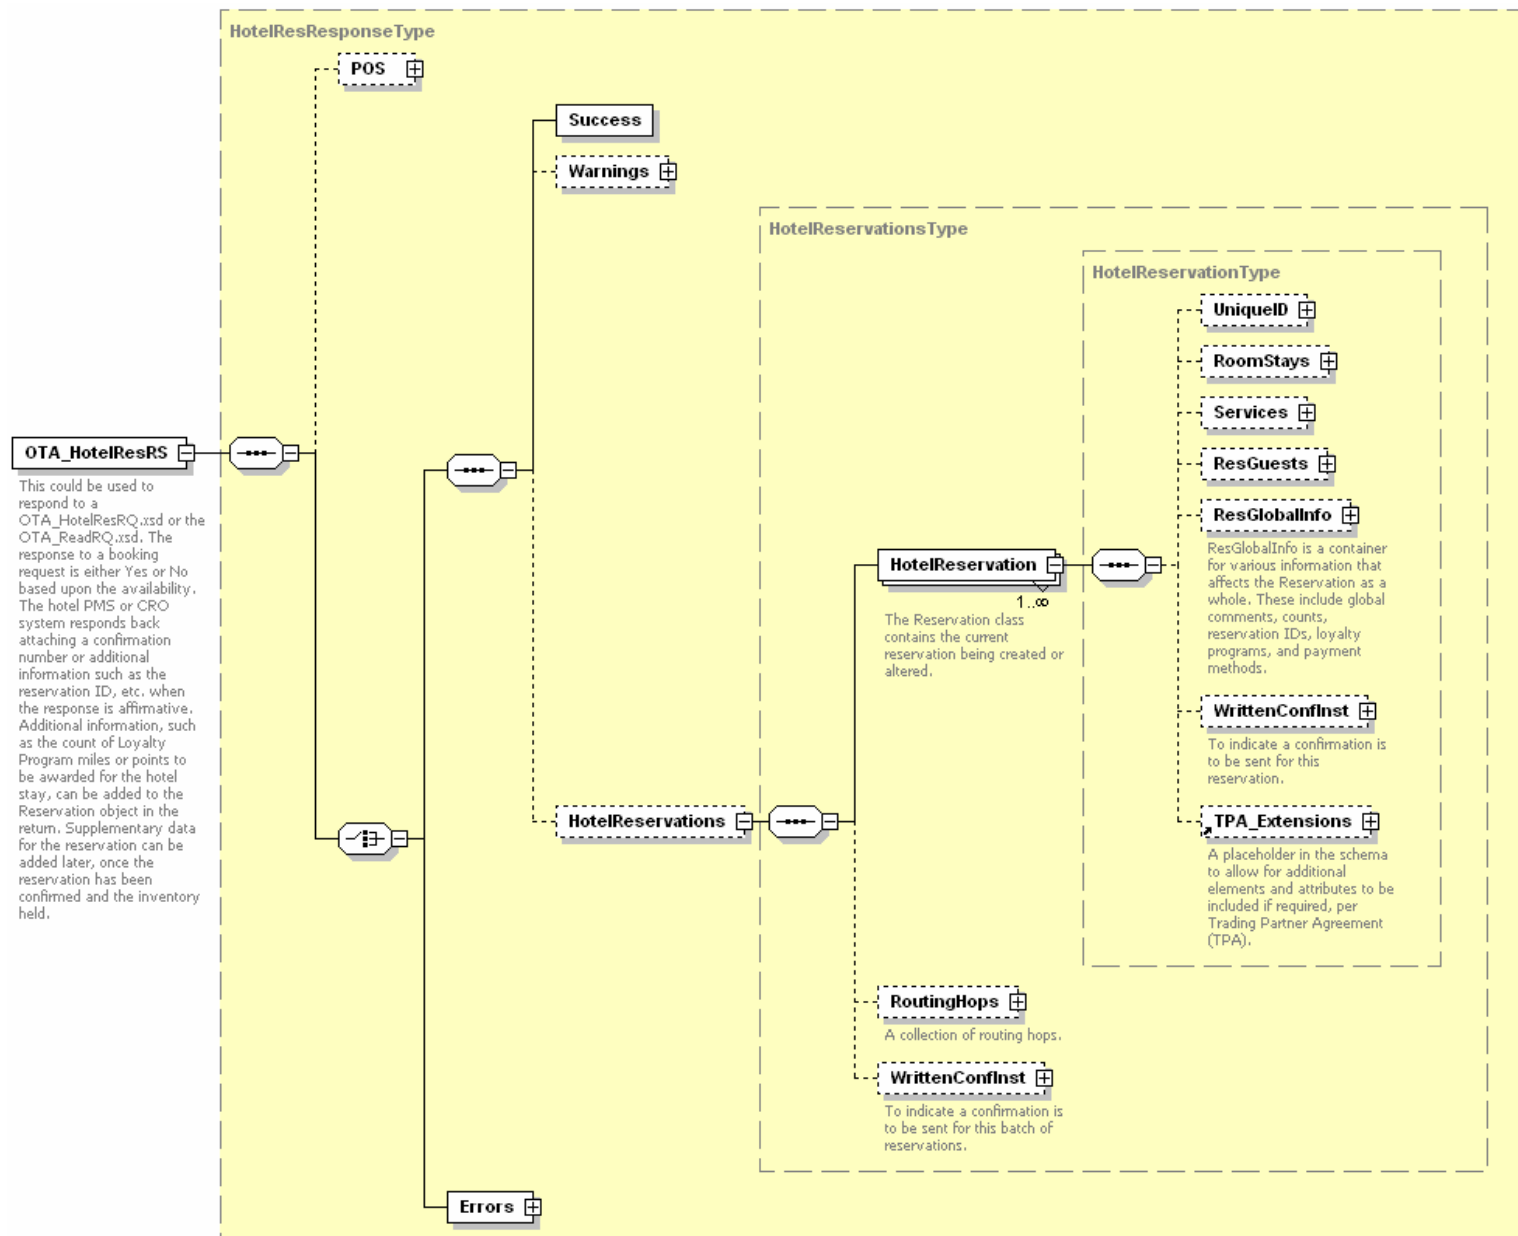 HotelResResponseType
POS
Success
Warnings
HotelReservationsType
HotelReservationType
UniqueID
RoomStays
Services
ResGuests
ResGlobalInfo
ResGlobalInfo is a container
for various information that
affects the Reservation as a
whole. These include global
comments, counts,
reservation IDs, loyalty
programs, and payment
methods.
OTA_HotelResRS
This could be used to
respond to a
OTA_HotelResRQ.xsd or the
OTA_ReadRQ.xsd. The
response to a booking
request is either Yes or No
based upon the availability.
The hotel PMS or CRO
system responds back
attaching a confirmation
number or additional
information such as the
reservation ID, etc. when
the response is affirmative.
Additional information, such
as the count of Loyalty
Program miles or points to
be awarded for the hotel
stay, can be added to the
Reservation object in the
return. Supplementary data
for the reservation can be
added later, once the
reservation has been
confirmed and the inventory
held.
HotelReservation
1..∞
The Reservation class
contains the current
reservation being created or
altered.
WrittenConfInst
To indicate a confirmation is
to be sent for this
reservation.
HotelReservations
TPA_Extensions
A placeholder in the schema
to allow for additional
elements and attributes to be
included if required, per
Trading Partner Agreement
(TPA).
RoutingHops
A collection of routing hops.
WrittenConfInst
To indicate a confirmation is
to be sent for this batch of
reservations.
Errors